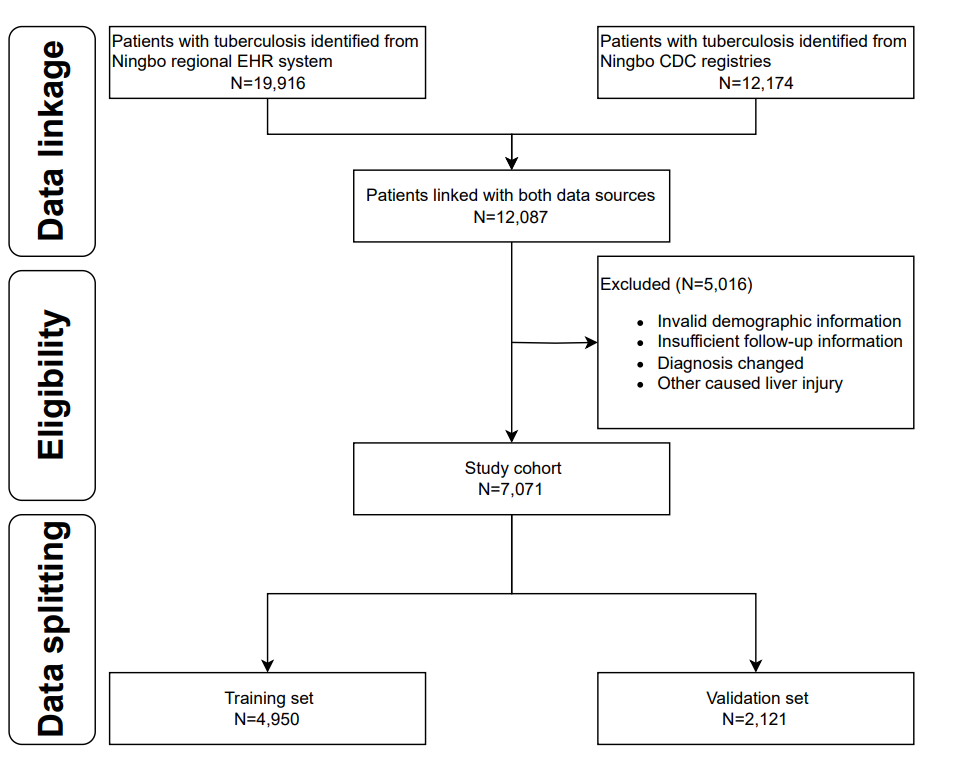 Data linkage
Patients with tuberculosis identified from
Ningbo regional EHR system
N=19,916
Patients with tuberculosis identified from
Ningbo CDC registries
N=12,174
Patients linked with both data sources
N=12,087
Eligibility
Excluded (N=5,016)
• Invalid demographic information
• Insufficient follow-up information
• Diagnosis changed
• Other caused liver injury
Study cohort
N=7,071
Data splitting
Training set
N=4,950
Validation set
N=2,121